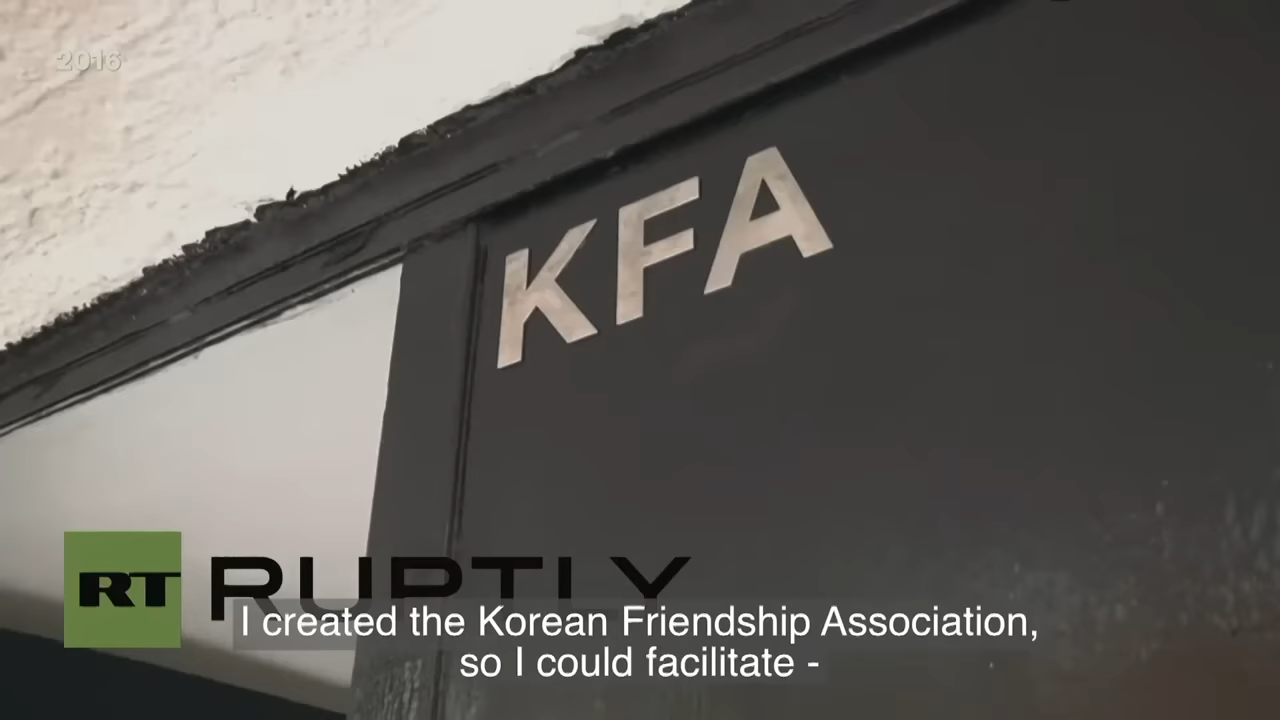 2016
KFA
RT RUPTLY
I created the Korean Friendship Association,
so I could facilitate -